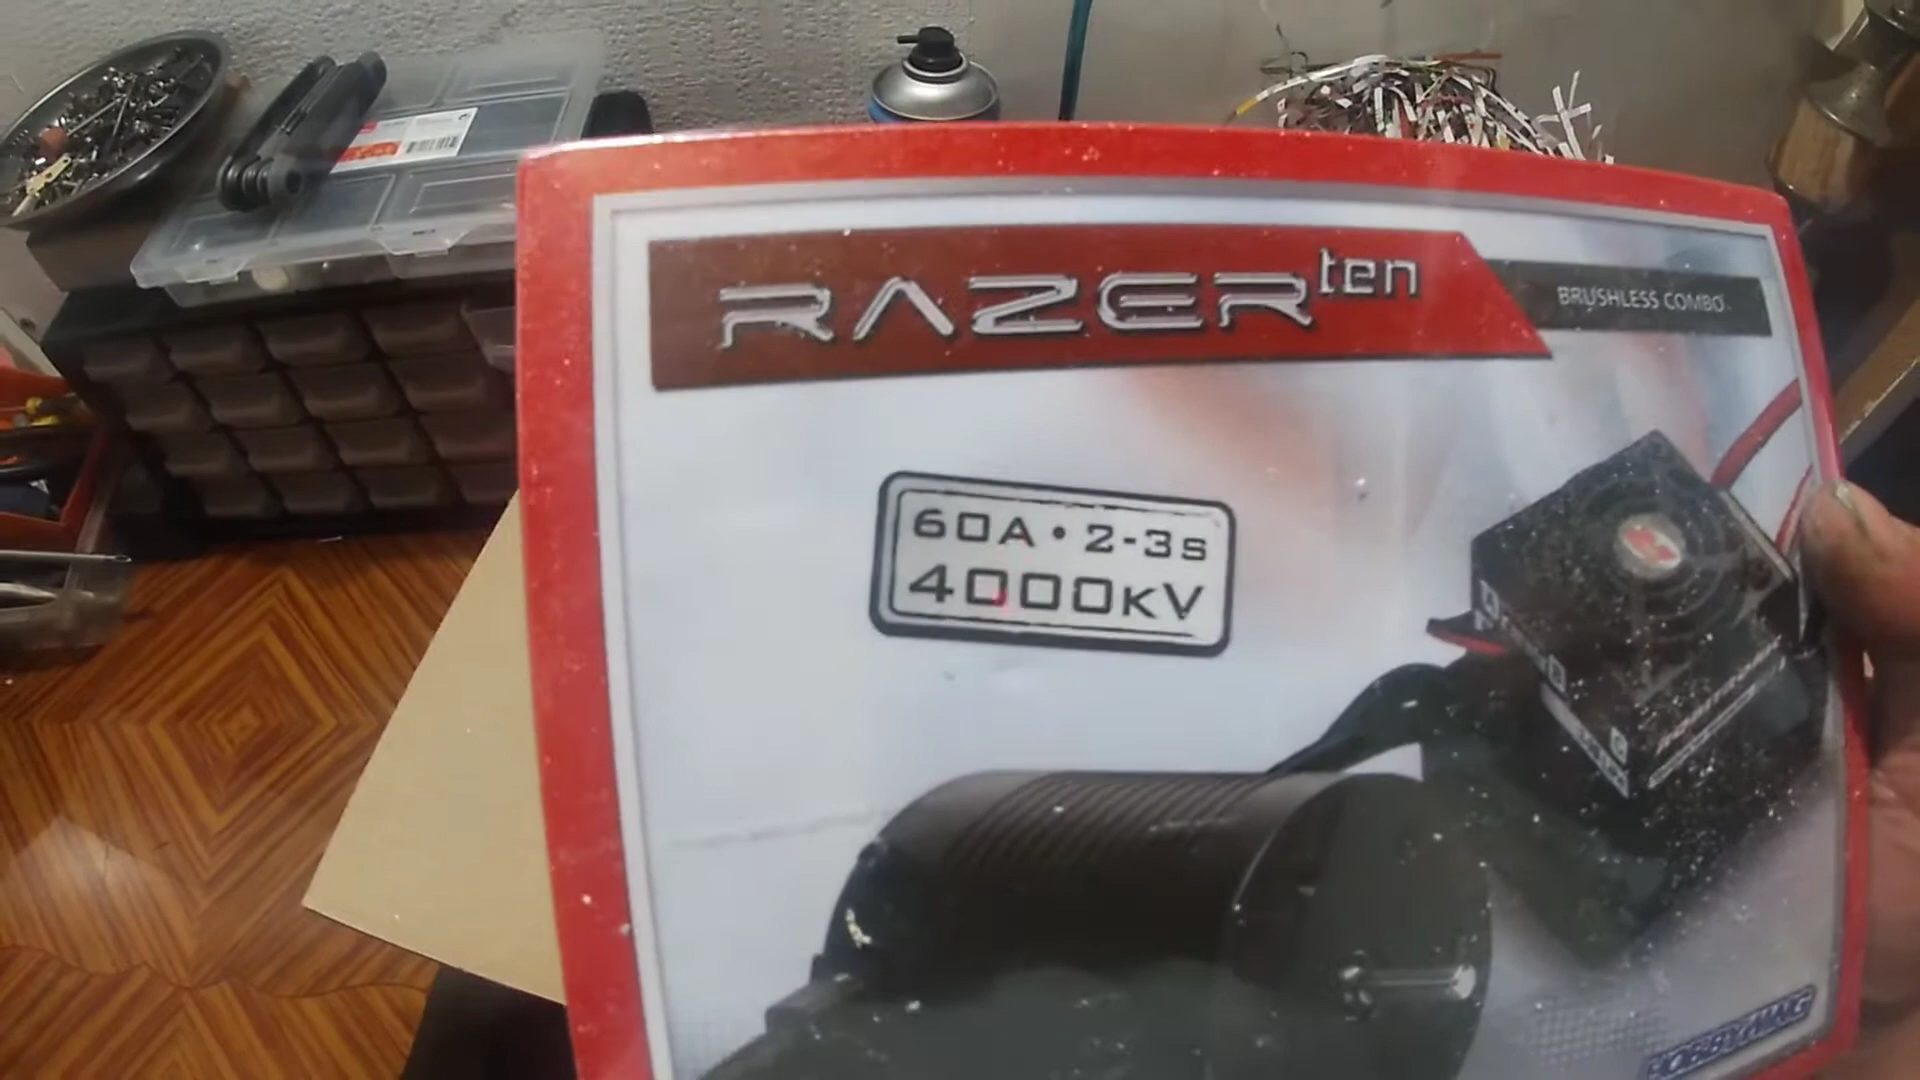 RAZER ten
BRUSHLESS COMBO
60A • 2-3S
4000KV
HOBBYWING